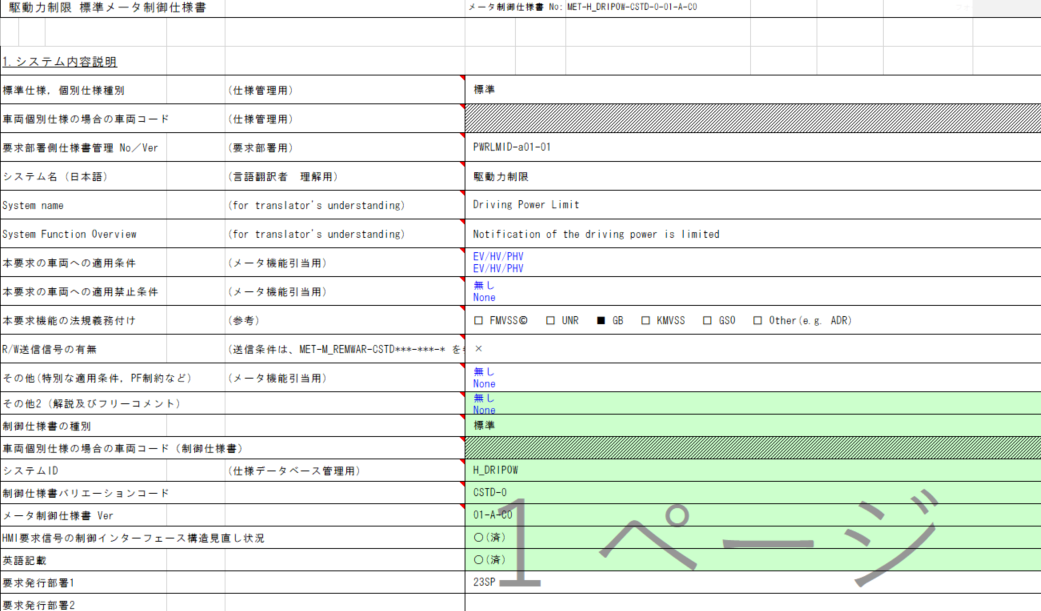 駆動力制限 標準メータ制御仕様書 メータ制御仕様書 No: MET-H_DRIPOW-CSTD-0-01-A-C0
1.システム内容説明
標準仕様, 個別仕様種別 (仕様管理用) 標準
車両個別仕様の場合の車両コード (仕様管理用)
要求部署側仕様書管理 No/Ver (要求部署用) PWRLMID-a01-01
システム名 (日本語) (言語翻訳者 理解用) 駆動力制限
System name (for translator's understanding) Driving Power Limit
System Function Overview (for translator's understanding) Notification of the driving power is limited
本要求の車両への適用条件 (メータ機能引当用) EV/HV/PHV
EV/HV/PHV
本要求の車両への適用禁止条件 (メータ機能引当用) 無し
None
本要求機能の法規義務付け (参考) □ FMVSS© □ UNR ■ GB □ KMVSS □ GSO □ Other(e.g. ADR)
R/W送信信号の有無 (送信条件は、MET-M_REMWAR-CSTD***-***-* を ×
その他(特別な適用条件, PF制約など) (メータ機能引当用) 無し
None
その他2 (解説及びフリーコメント) 無し
None
制御仕様書の種別 標準
車両個別仕様の場合の車両コード (制御仕様書)
システムID (仕様データベース管理用) H_DRIPOW
制御仕様書バリエーションコード CSTD-0
メータ制御仕様書 Ver 01-A-C0
HMI要求信号の制御インターフェース構造見直し状況 ○(済)
英語記載 ○(済)
要求発行部署1 23SP
要求発行部署2
1 ページ